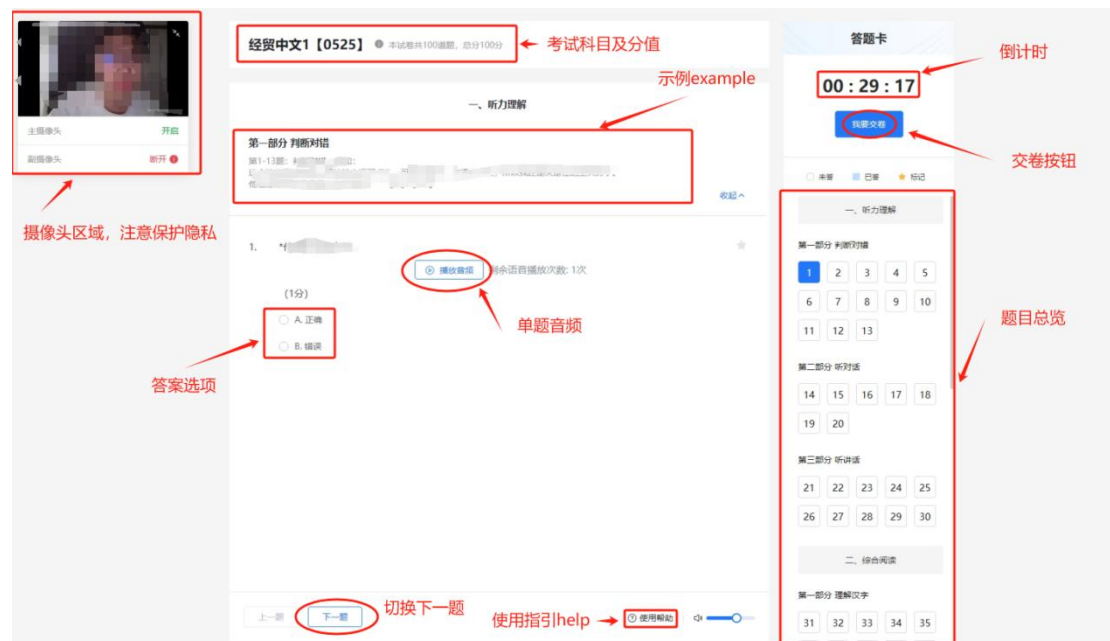 主摄像头 开启
副摄像头 断开
摄像头区域，注意保护隐私
经贸中文1【0525】 本试卷共100道题，总分100分
考试科目及分值
示例example
一、听力理解
第一部分 判断对错
第1-13题：
收起
1.
播放音频 剩余语音播放次数: 1次
单题音频
(1分)
A. 正确
B. 错误
答案选项
上一题 下一题
切换下一题
使用指引help
使用帮助
答题卡
倒计时
00 : 29 : 17
我要交卷
交卷按钮
未答 已答 标记
一、听力理解
第一部分 判断对错
1 2 3 4 5
6 7 8 9 10
11 12 13
题目总览
第二部分 听对话
14 15 16 17 18
19 20
第三部分 听讲话
21 22 23 24 25
26 27 28 29 30
二、综合阅读
第一部分 理解汉字
31 32 33 34 35